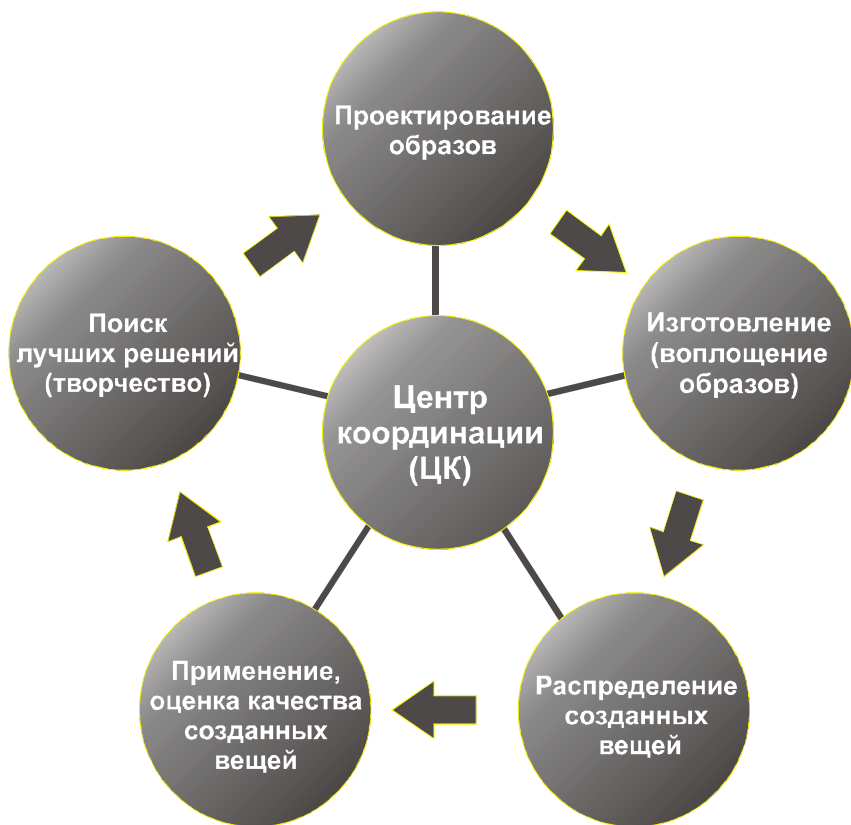 Проектирование
образов
Изготовление
(воплощение
образов)
Распределение
созданных
вещей
Применение,
оценка качества
созданных
вещей
Поиск
лучших решений
(творчество)
Центр
координации
(ЦК)